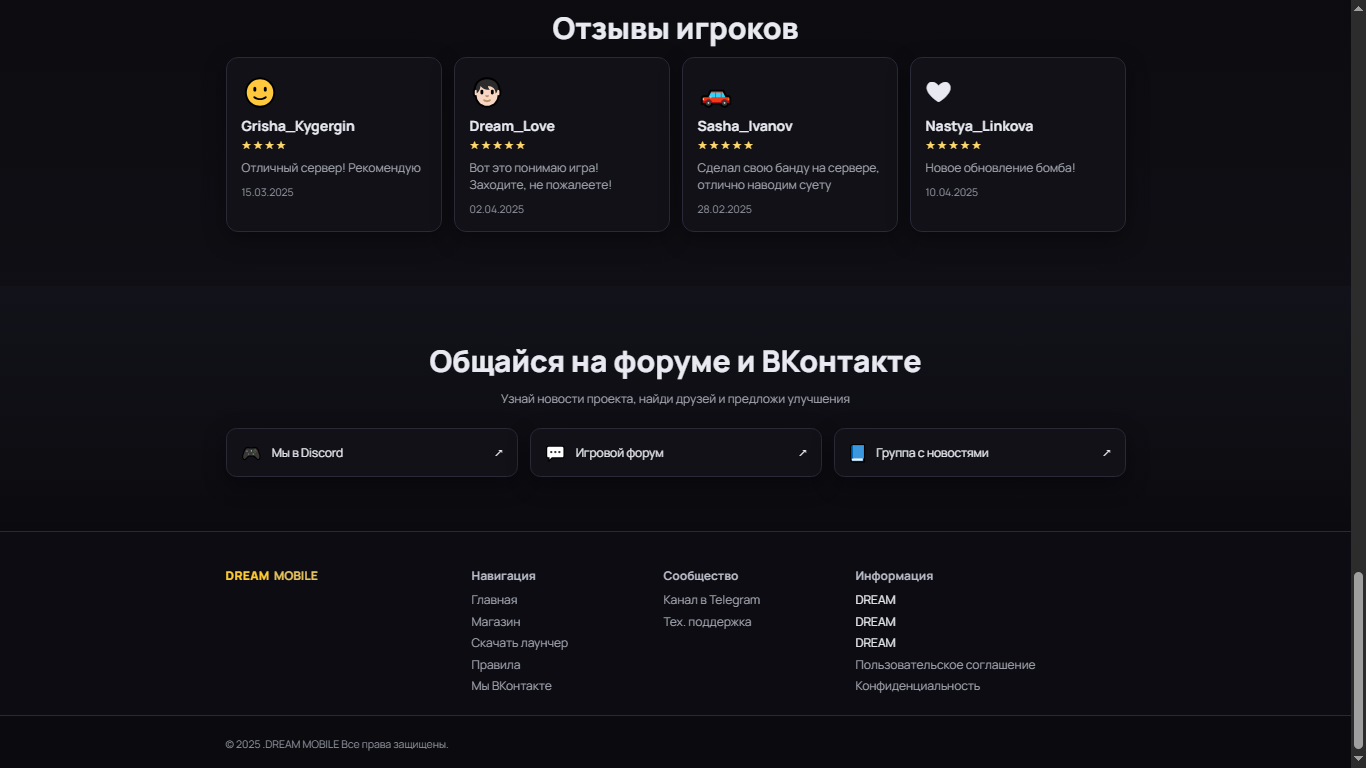 Отзывы игроков
Grisha_Kygergin
★★★★
Отличный сервер! Рекомендую
15.03.2025
Dream_Love
★★★★★
Вот это понимаю игра!
Заходите, не пожалеете!
02.04.2025
Sasha_Ivanov
★★★★★
Сделал свою банду на сервере,
отлично наводим суету
28.02.2025
Nastya_Linkova
★★★★★
Новое обновление бомба!
10.04.2025
Общайся на форуме и ВКонтакте
Узнай новости проекта, найди друзей и предложи улучшения
Мы в Discord ↗
Игровой форум ↗
Группа с новостями ↗
DREAM MOBILE
Навигация
Главная
Магазин
Скачать лаунчер
Правила
Мы ВКонтакте
Сообщество
Канал в Telegram
Тех. поддержка
Информация
DREAM
DREAM
DREAM
Пользовательское соглашение
Конфиденциальность
© 2025 .DREAM MOBILE Все права защищены.